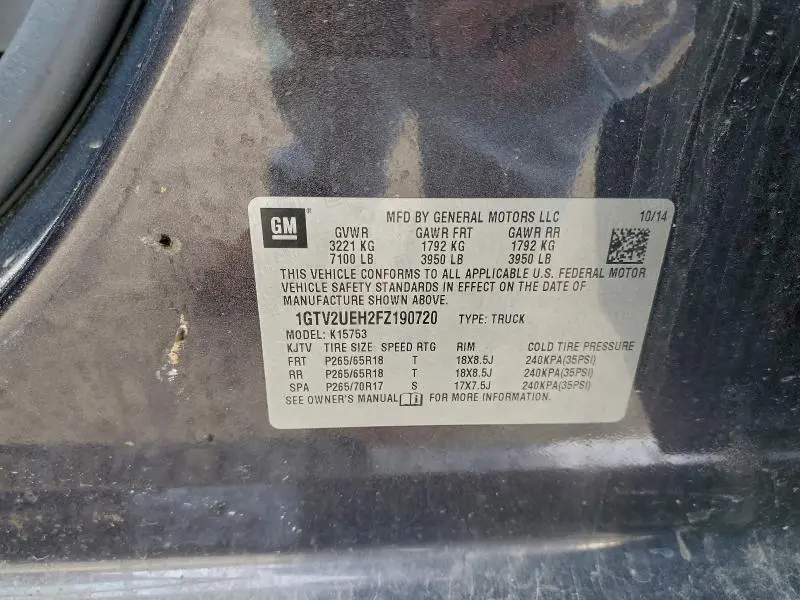 GM
®
MFD BY GENERAL MOTORS LLC 10/14
GVWR GAWR FRT GAWR RR
3221 KG 1792 KG 1792 KG
7100 LB 3950 LB 3950 LB
THIS VEHICLE CONFORMS TO ALL APPLICABLE U.S. FEDERAL MOTOR
VEHICLE SAFETY STANDARDS IN EFFECT ON THE DATE OF
MANUFACTURE SHOWN ABOVE.
1GTV2UEH2FZ190720 TYPE: TRUCK
MODEL: K15753
KJTV TIRE SIZE SPEED RTG RIM COLD TIRE PRESSURE
FRT P265/65R18 T 18X8.5J 240KPA(35PSI)
RR P265/65R18 T 18X8.5J 240KPA(35PSI)
SPA P265/70R17 S 17X7.5J 240KPA(35PSI)
SEE OWNER'S MANUAL FOR MORE INFORMATION.